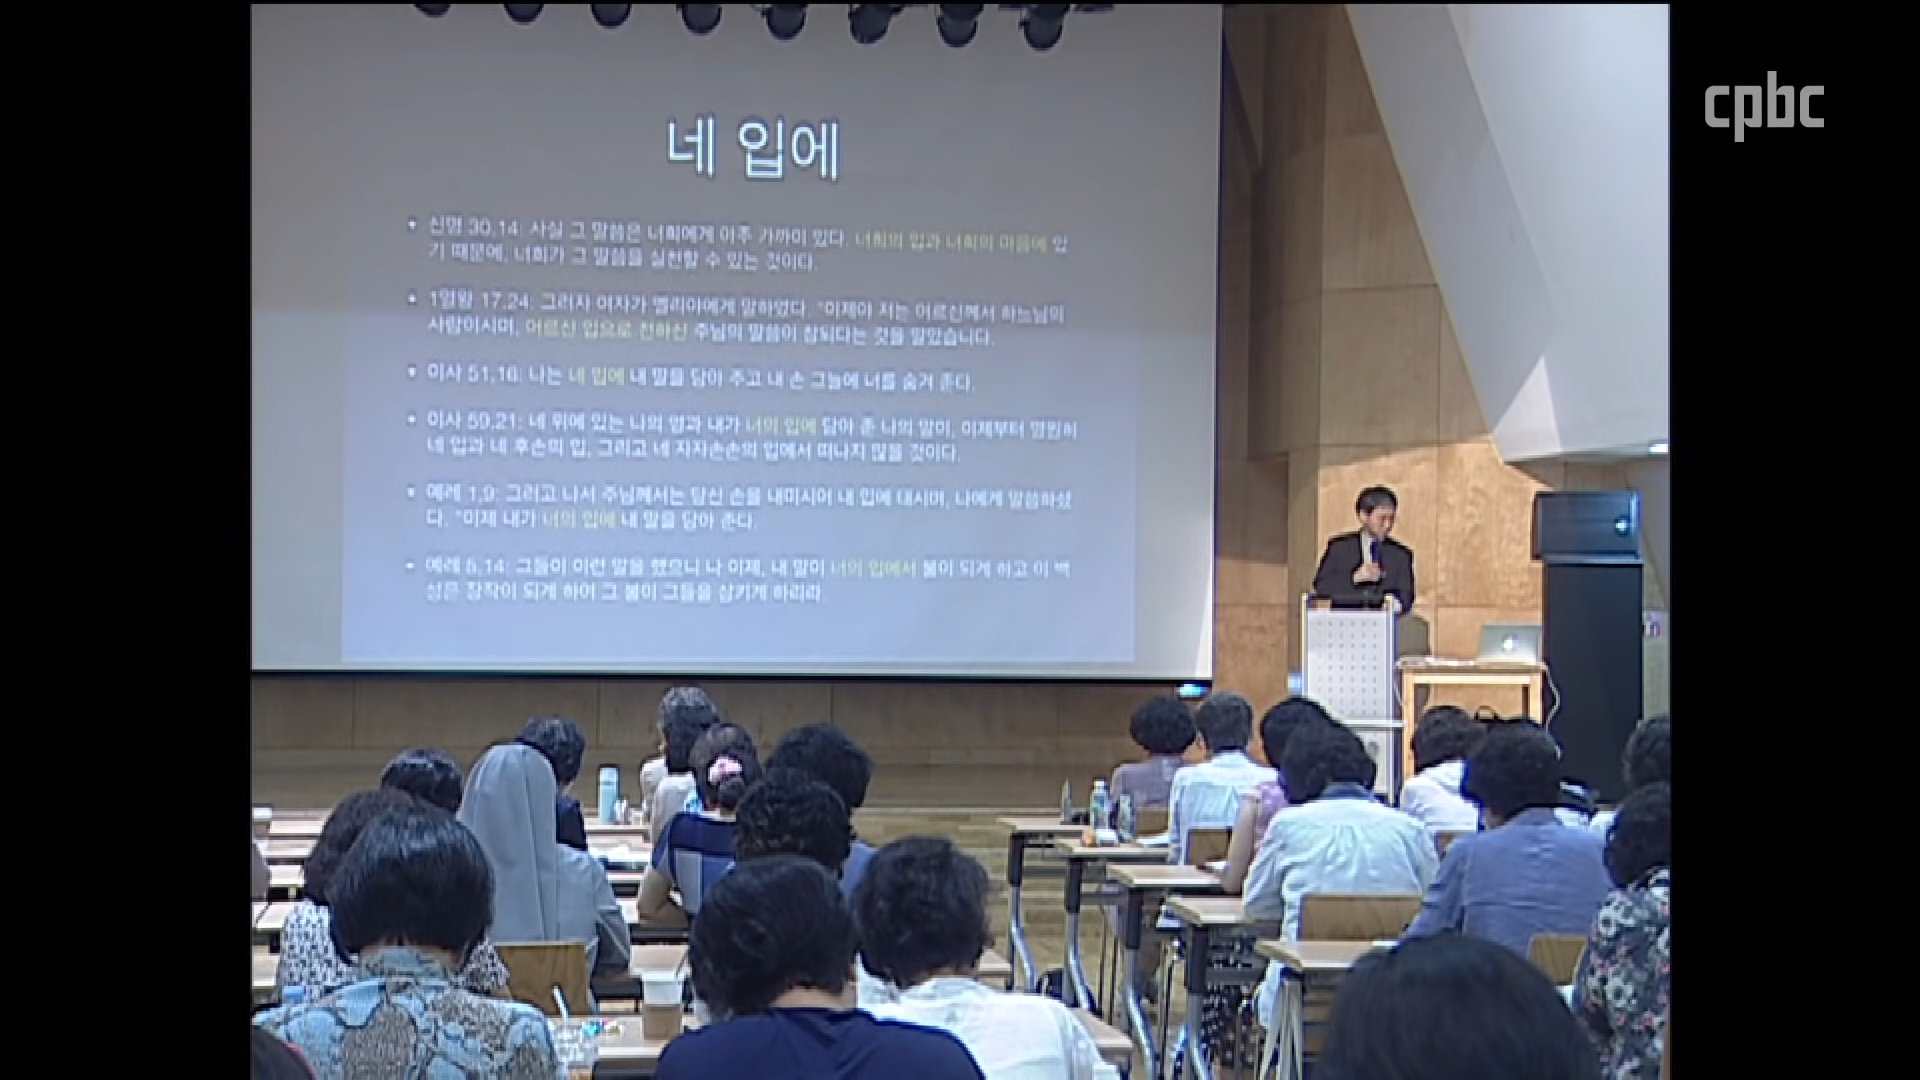 cpbc
네 입에
• 신명 30,14: 사실 그 말씀은 너희에게 아주 가까이 있다. 너희의 입과 너희의 마음에 있
기 때문에, 너희가 그 말씀을 실천할 수 있는 것이다.
• 1열왕 17,24: 그러자 여자가 엘리야에게 말하였다. "이제야 저는 어르신께서 하느님의
사람이시며, 어르신 입으로 전하신 주님의 말씀이 참되다는 것을 알았습니다.
• 이사 51,16: 나는 네 입에 내 말을 담아 주고 내 손 그늘에 너를 숨겨 준다.
• 이사 59,21: 네 위에 있는 나의 영과 내가 너의 입에 담아 준 나의 말이, 이제부터 영원히
네 입과 네 후손의 입, 그리고 네 자자손손의 입에서 떠나지 않을 것이다.
• 예레 1,9: 그러고 나서 주님께서는 당신 손을 내미시어 내 입에 대시며, 나에게 말씀하셨
다. "이제 내가 너의 입에 내 말을 담아 준다.
• 예레 5,14: 그들이 이런 말을 했으니 나 이제, 내 말이 너의 입에서 불이 되게 하고 이 백
성은 장작이 되게 하여 그 불이 그들을 삼키게 하리라.